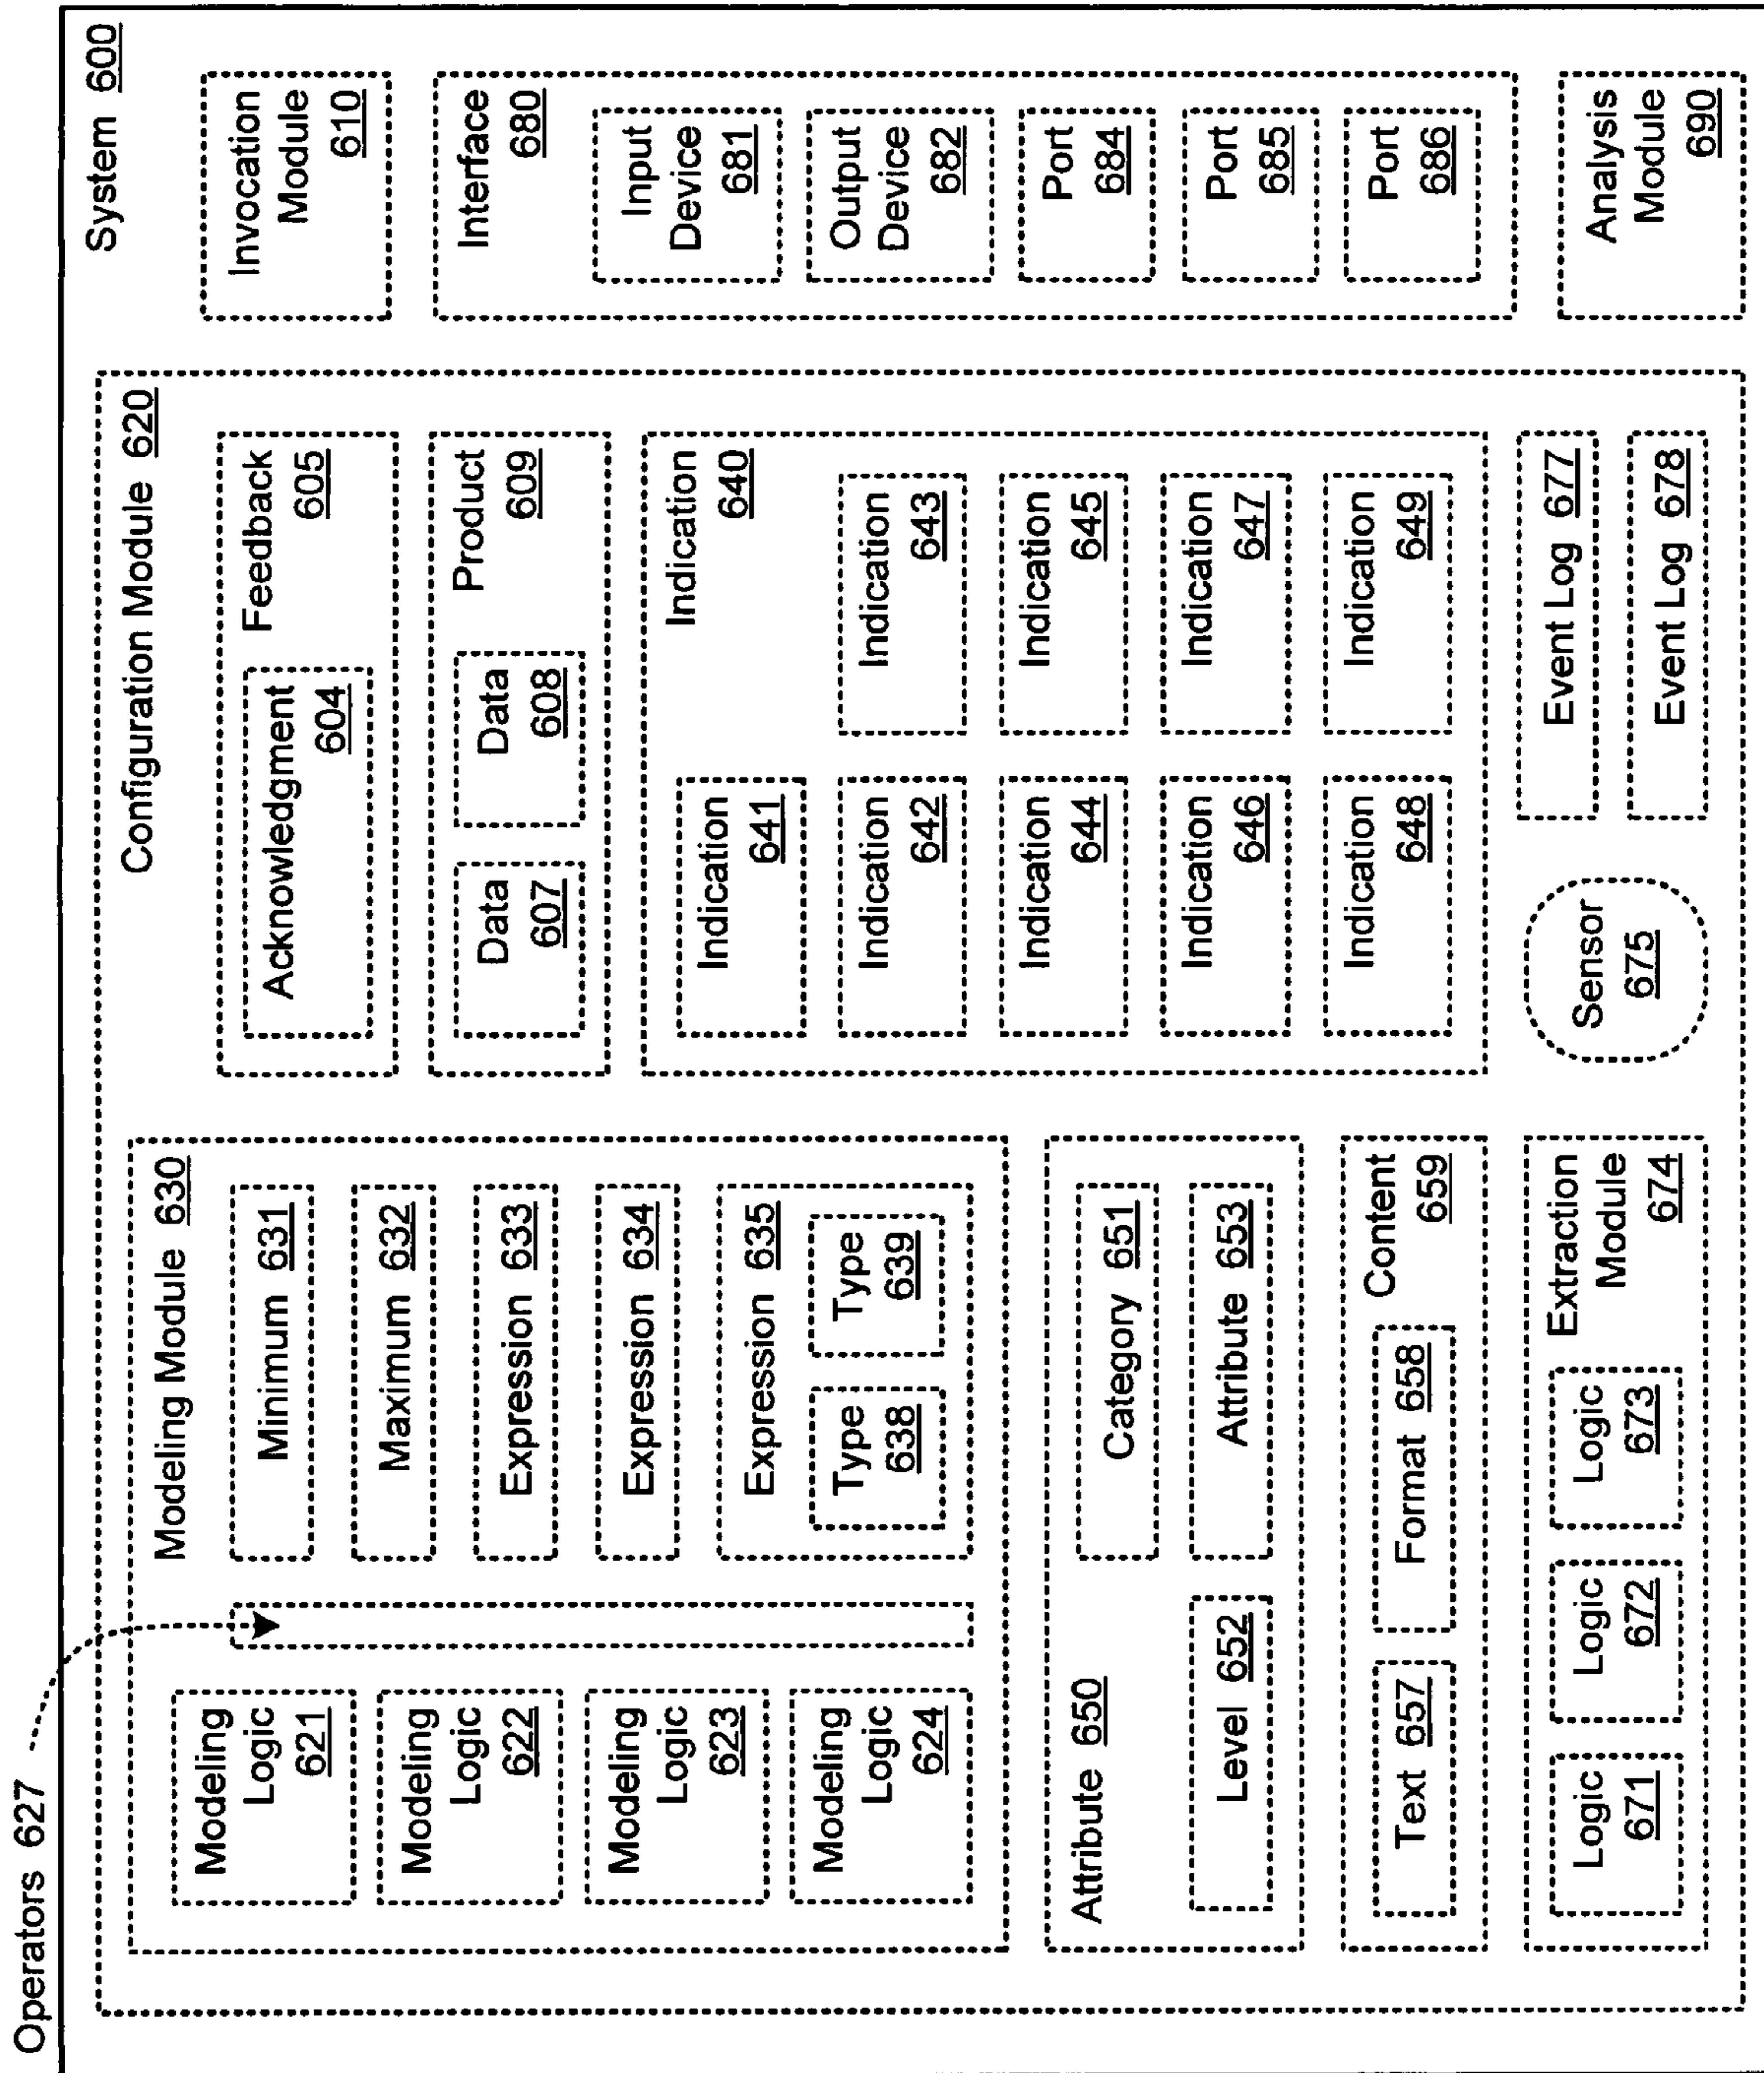 Operators 627
System 600
Configuration Module 620
Modeling Module 630
Modeling
Logic
621
Modeling
Logic
622
Modeling
Logic
623
Modeling
Logic
624
Minimum 631
Maximum 632
Expression 633
Expression 634
Expression 635
Type
638
Type
639
Attribute 650
Category 651
Level 652
Attribute 653
Content
659
Text 657
Format 658
Extraction
Module
674
Logic
671
Logic
672
Logic
673
Feedback
605
Acknowledgment
604
Product
609
Data
607
Data
608
Indication
640
Indication
641
Indication
642
Indication
643
Indication
644
Indication
645
Indication
646
Indication
647
Indication
648
Indication
649
Sensor
675
Event Log 677
Event Log 678
Invocation
Module
610
Interface
680
Input
Device
681
Output
Device
682
Port
684
Port
685
Port
686
Analysis
Module
690